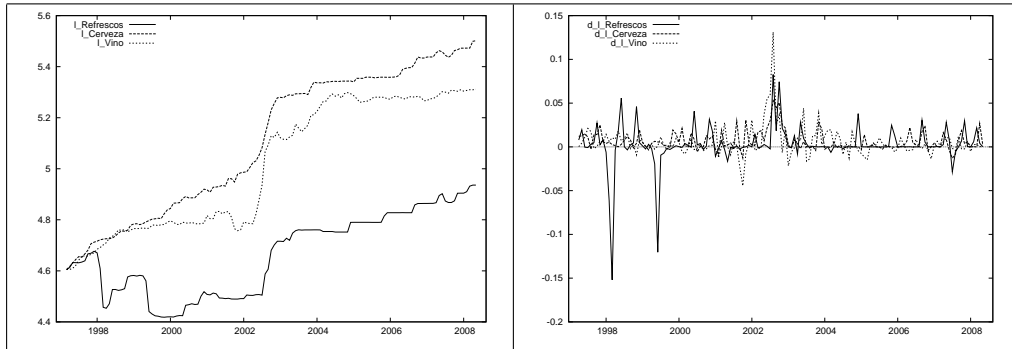 5.6
5.4
5.2
5
4.8
4.6
4.4
1998 2000 2002 2004 2006 2008
l_Refrescos
l_Cerveza
l_Vino
0.15
0.1
0.05
0
-0.05
-0.1
-0.15
-0.2
1998 2000 2002 2004 2006 2008
d_l_Refrescos
d_l_Cerveza
d_l_Vino